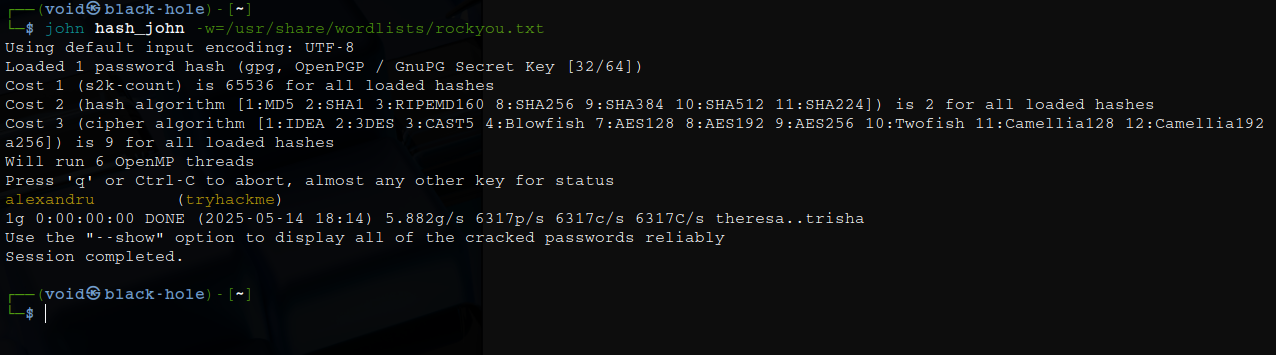 ┌──(void㉿black-hole)-[~]
└─$ john hash_john -w=/usr/share/wordlists/rockyou.txt
Using default input encoding: UTF-8
Loaded 1 password hash (gpg, OpenPGP / GnuPG Secret Key [32/64])
Cost 1 (s2k-count) is 65536 for all loaded hashes
Cost 2 (hash algorithm [1:MD5 2:SHA1 3:RIPEMD160 8:SHA256 9:SHA384 10:SHA512 11:SHA224]) is 2 for all loaded hashes
Cost 3 (cipher algorithm [1:IDEA 2:3DES 3:CAST5 4:Blowfish 7:AES128 8:AES192 9:AES256 10:Twofish 11:Camellia128 12:Camellia192
a256]) is 9 for all loaded hashes
Will run 6 OpenMP threads
Press 'q' or Ctrl-C to abort, almost any other key for status
alexandru        (tryhackme)
1g 0:00:00:00 DONE (2025-05-14 18:14) 5.882g/s 6317p/s 6317c/s 6317C/s theresa..trisha
Use the "--show" option to display all of the cracked passwords reliably
Session completed.
┌──(void㉿black-hole)-[~]
└─$